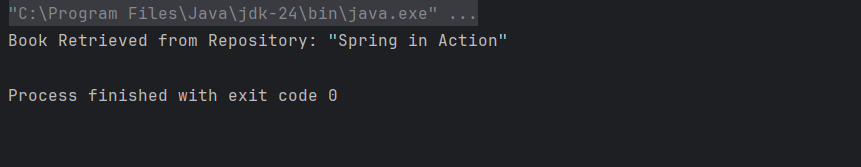 "C:\Program Files\Java\jdk-24\bin\java.exe" ...
Book Retrieved from Repository: "Spring in Action"
Process finished with exit code 0